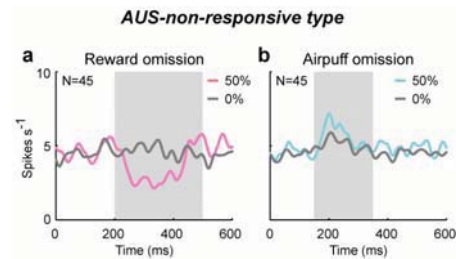 AUS-non-responsive type
a Reward omission
N=45
50%
0%
10
5
0
Spikes s-1
0 200 400 600
Time (ms)
b Airpuff omission
N=45
50%
0%
0 200 400 600
Time (ms)